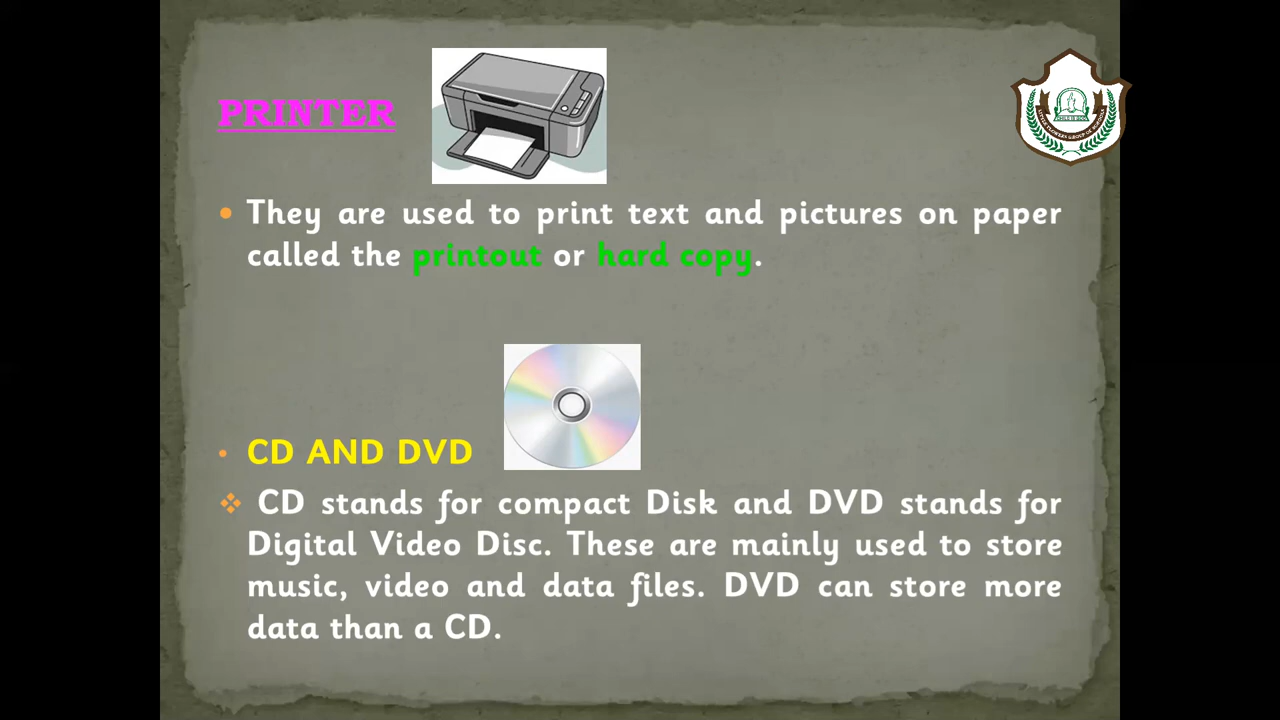 PRINTER
They are used to print text and pictures on paper
called the printout or hard copy.
CD AND DVD
CD stands for compact Disk and DVD stands for
Digital Video Disc. These are mainly used to store
music, video and data files. DVD can store more
data than a CD.